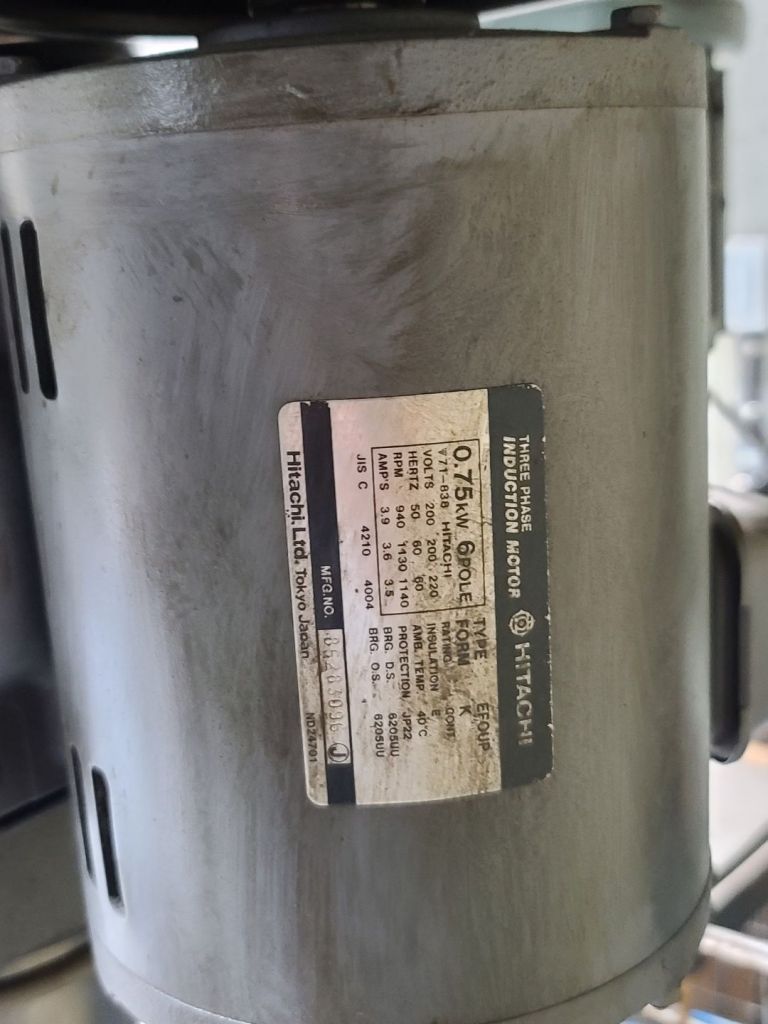 THREE PHASE
INDUCTION MOTOR HITACHI
0.75kW 6POLE
▽71-838 HITACHI
VOLTS 200 200 220
HERTZ 50 60 60
RPM 940 1130 1140
AMP'S 3.9 3.6 3.5
JIS C 4210 4004
TYPE EFOUP
FORM K
RATING CONT.
INSULATION E
AMB. TEMP. 40°C
PROTECTION JP22
BRG. D.S. 6205UU
BRG. O.S. 6205UU
MFG.NO. J
Hitachi, Ltd. Tokyo Japan
ND24701